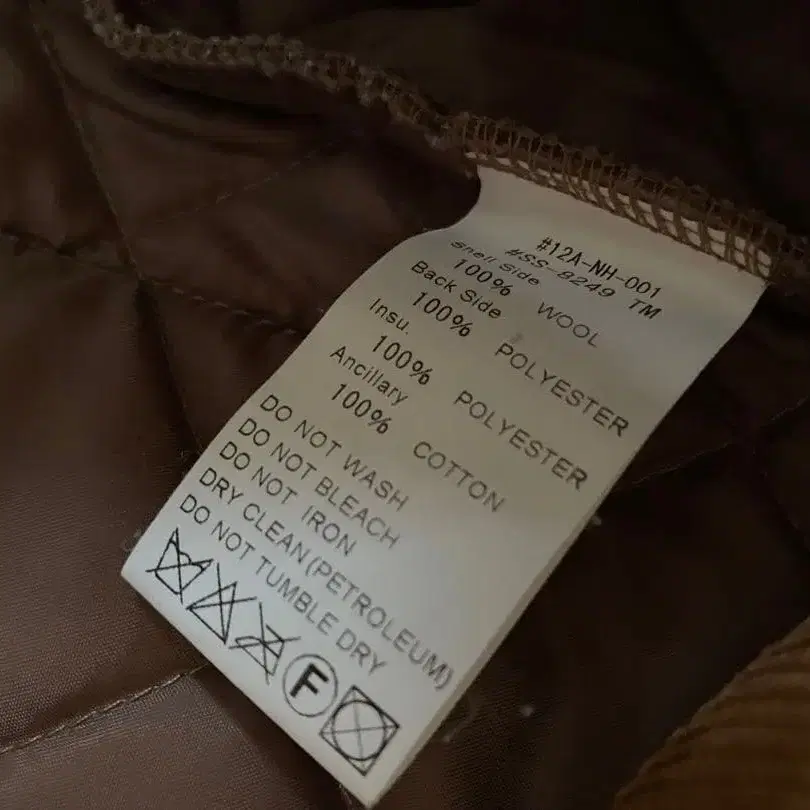 #12A-NH-001
#SS-8249 TM
Shell Side
100% WOOL
Back Side
100% POLYESTER
Insu.
100% POLYESTER
Ancillary
100% COTTON
DO NOT WASH
DO NOT BLEACH
DO NOT IRON
DRY CLEAN(PETROLEUM)
DO NOT TUMBLE DRY
F